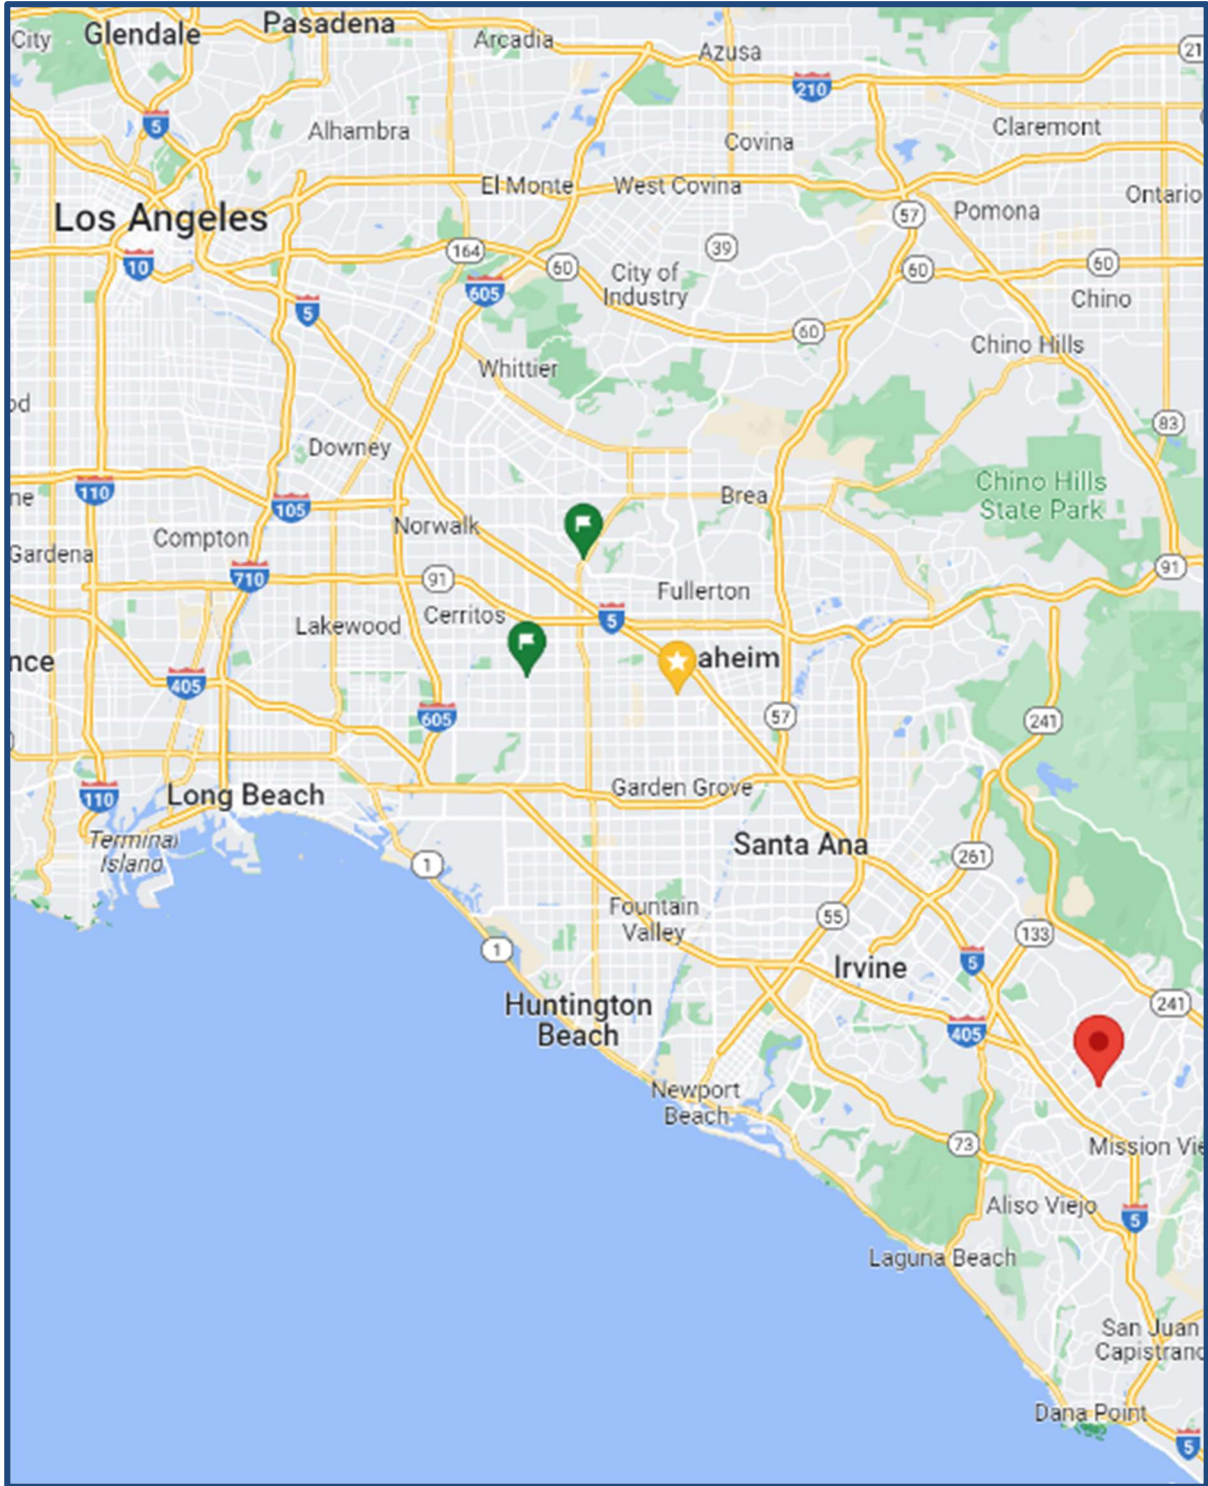 City
Glendale
Pasadena
Arcadia
Azusa
21
210
5
Alhambra
Covina
Claremont
El Monte
West Covina
Ontario
Los Angeles
57
Pomona
10
164
60
39
60
60
City of
Industry
605
5
Chino
60
Chino Hills
Whittier
od
83
Downey
Chino Hills
State Park
110
ne
105
Brea
Norwalk
Compton
Gardena
710
91
91
Fullerton
Cerritos
5
Lakewood
nce
aheim
405
605
57
241
110
Long Beach
Garden Grove
Terminal
Island
Santa Ana
1
261
Fountain
Valley
55
133
1
Irvine
5
Huntington
Beach
405
241
Newport
Beach
73
Mission Vie
Aliso Viejo
5
Laguna Beach
San Juan
Capistrano
Dana Point
5